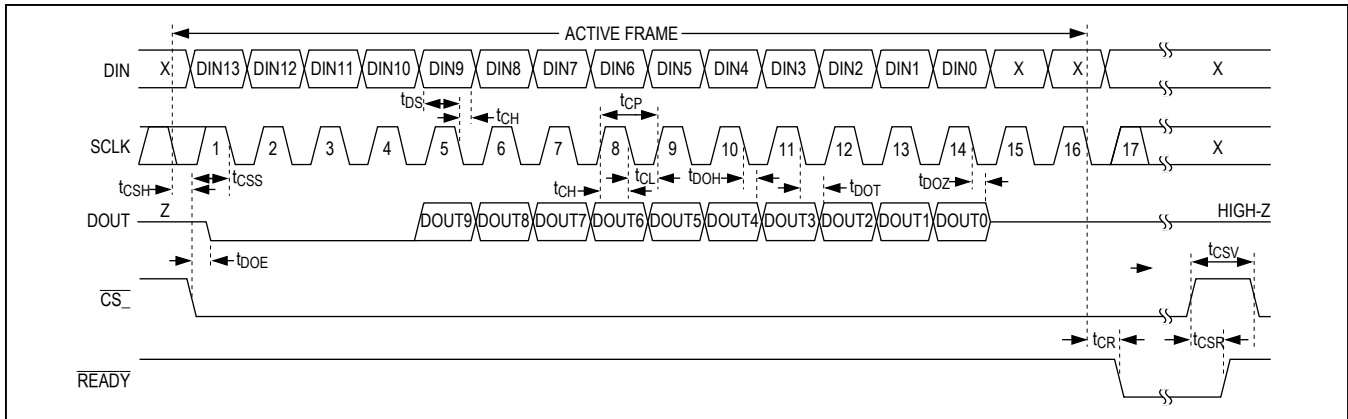 ACTIVE FRAME
DIN X DIN13 DIN12 DIN11 DIN10 DIN9 DIN8 DIN7 DIN6 DIN5 DIN4 DIN3 DIN2 DIN1 DIN0 X X X
tDS tCH tCP
SCLK 1 2 3 4 5 6 7 8 9 10 11 12 13 14 15 16 17 X
tCSH tCSS tCH tCL tDOH tDOT tDOZ
DOUT Z DOUT9 DOUT8 DOUT7 DOUT6 DOUT5 DOUT4 DOUT3 DOUT2 DOUT1 DOUT0 HIGH-Z
tDOE tCSV
CS_
tCR tCSR
READY